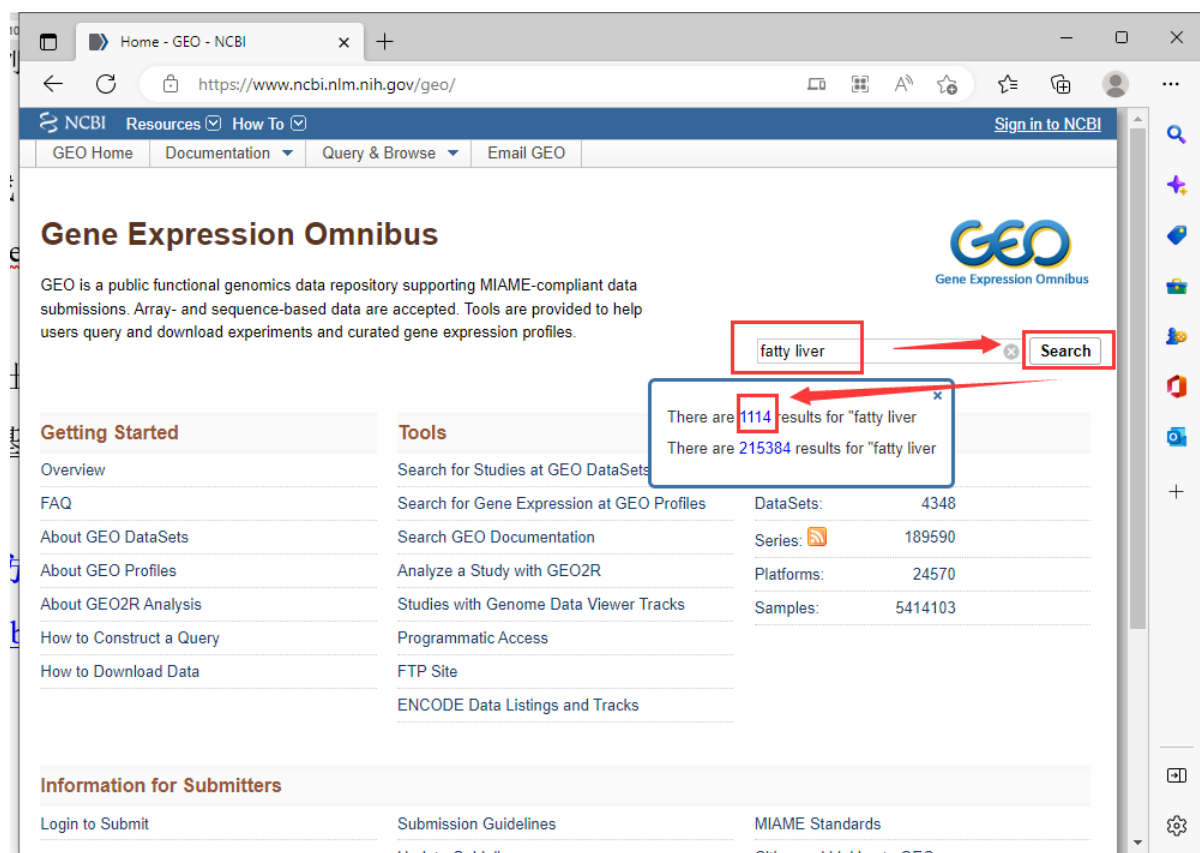 Home - GEO - NCBI
https://www.ncbi.nlm.nih.gov/geo/
NCBI Resources How To Sign in to NCBI
GEO Home Documentation Query & Browse Email GEO
Gene Expression Omnibus
GEO
Gene Expression Omnibus
GEO is a public functional genomics data repository supporting MIAME-compliant data
submissions. Array- and sequence-based data are accepted. Tools are provided to help
users query and download experiments and curated gene expression profiles.
fatty liver Search
There are 1114 results for "fatty liver
There are 215384 results for "fatty liver
Getting Started Tools
Overview Search for Studies at GEO DataSets
FAQ Search for Gene Expression at GEO Profiles DataSets: 4348
About GEO DataSets Search GEO Documentation Series: 189590
About GEO Profiles Analyze a Study with GEO2R Platforms: 24570
About GEO2R Analysis Studies with Genome Data Viewer Tracks Samples: 5414103
How to Construct a Query Programmatic Access
How to Download Data FTP Site
ENCODE Data Listings and Tracks
Information for Submitters
Login to Submit Submission Guidelines MIAME Standards